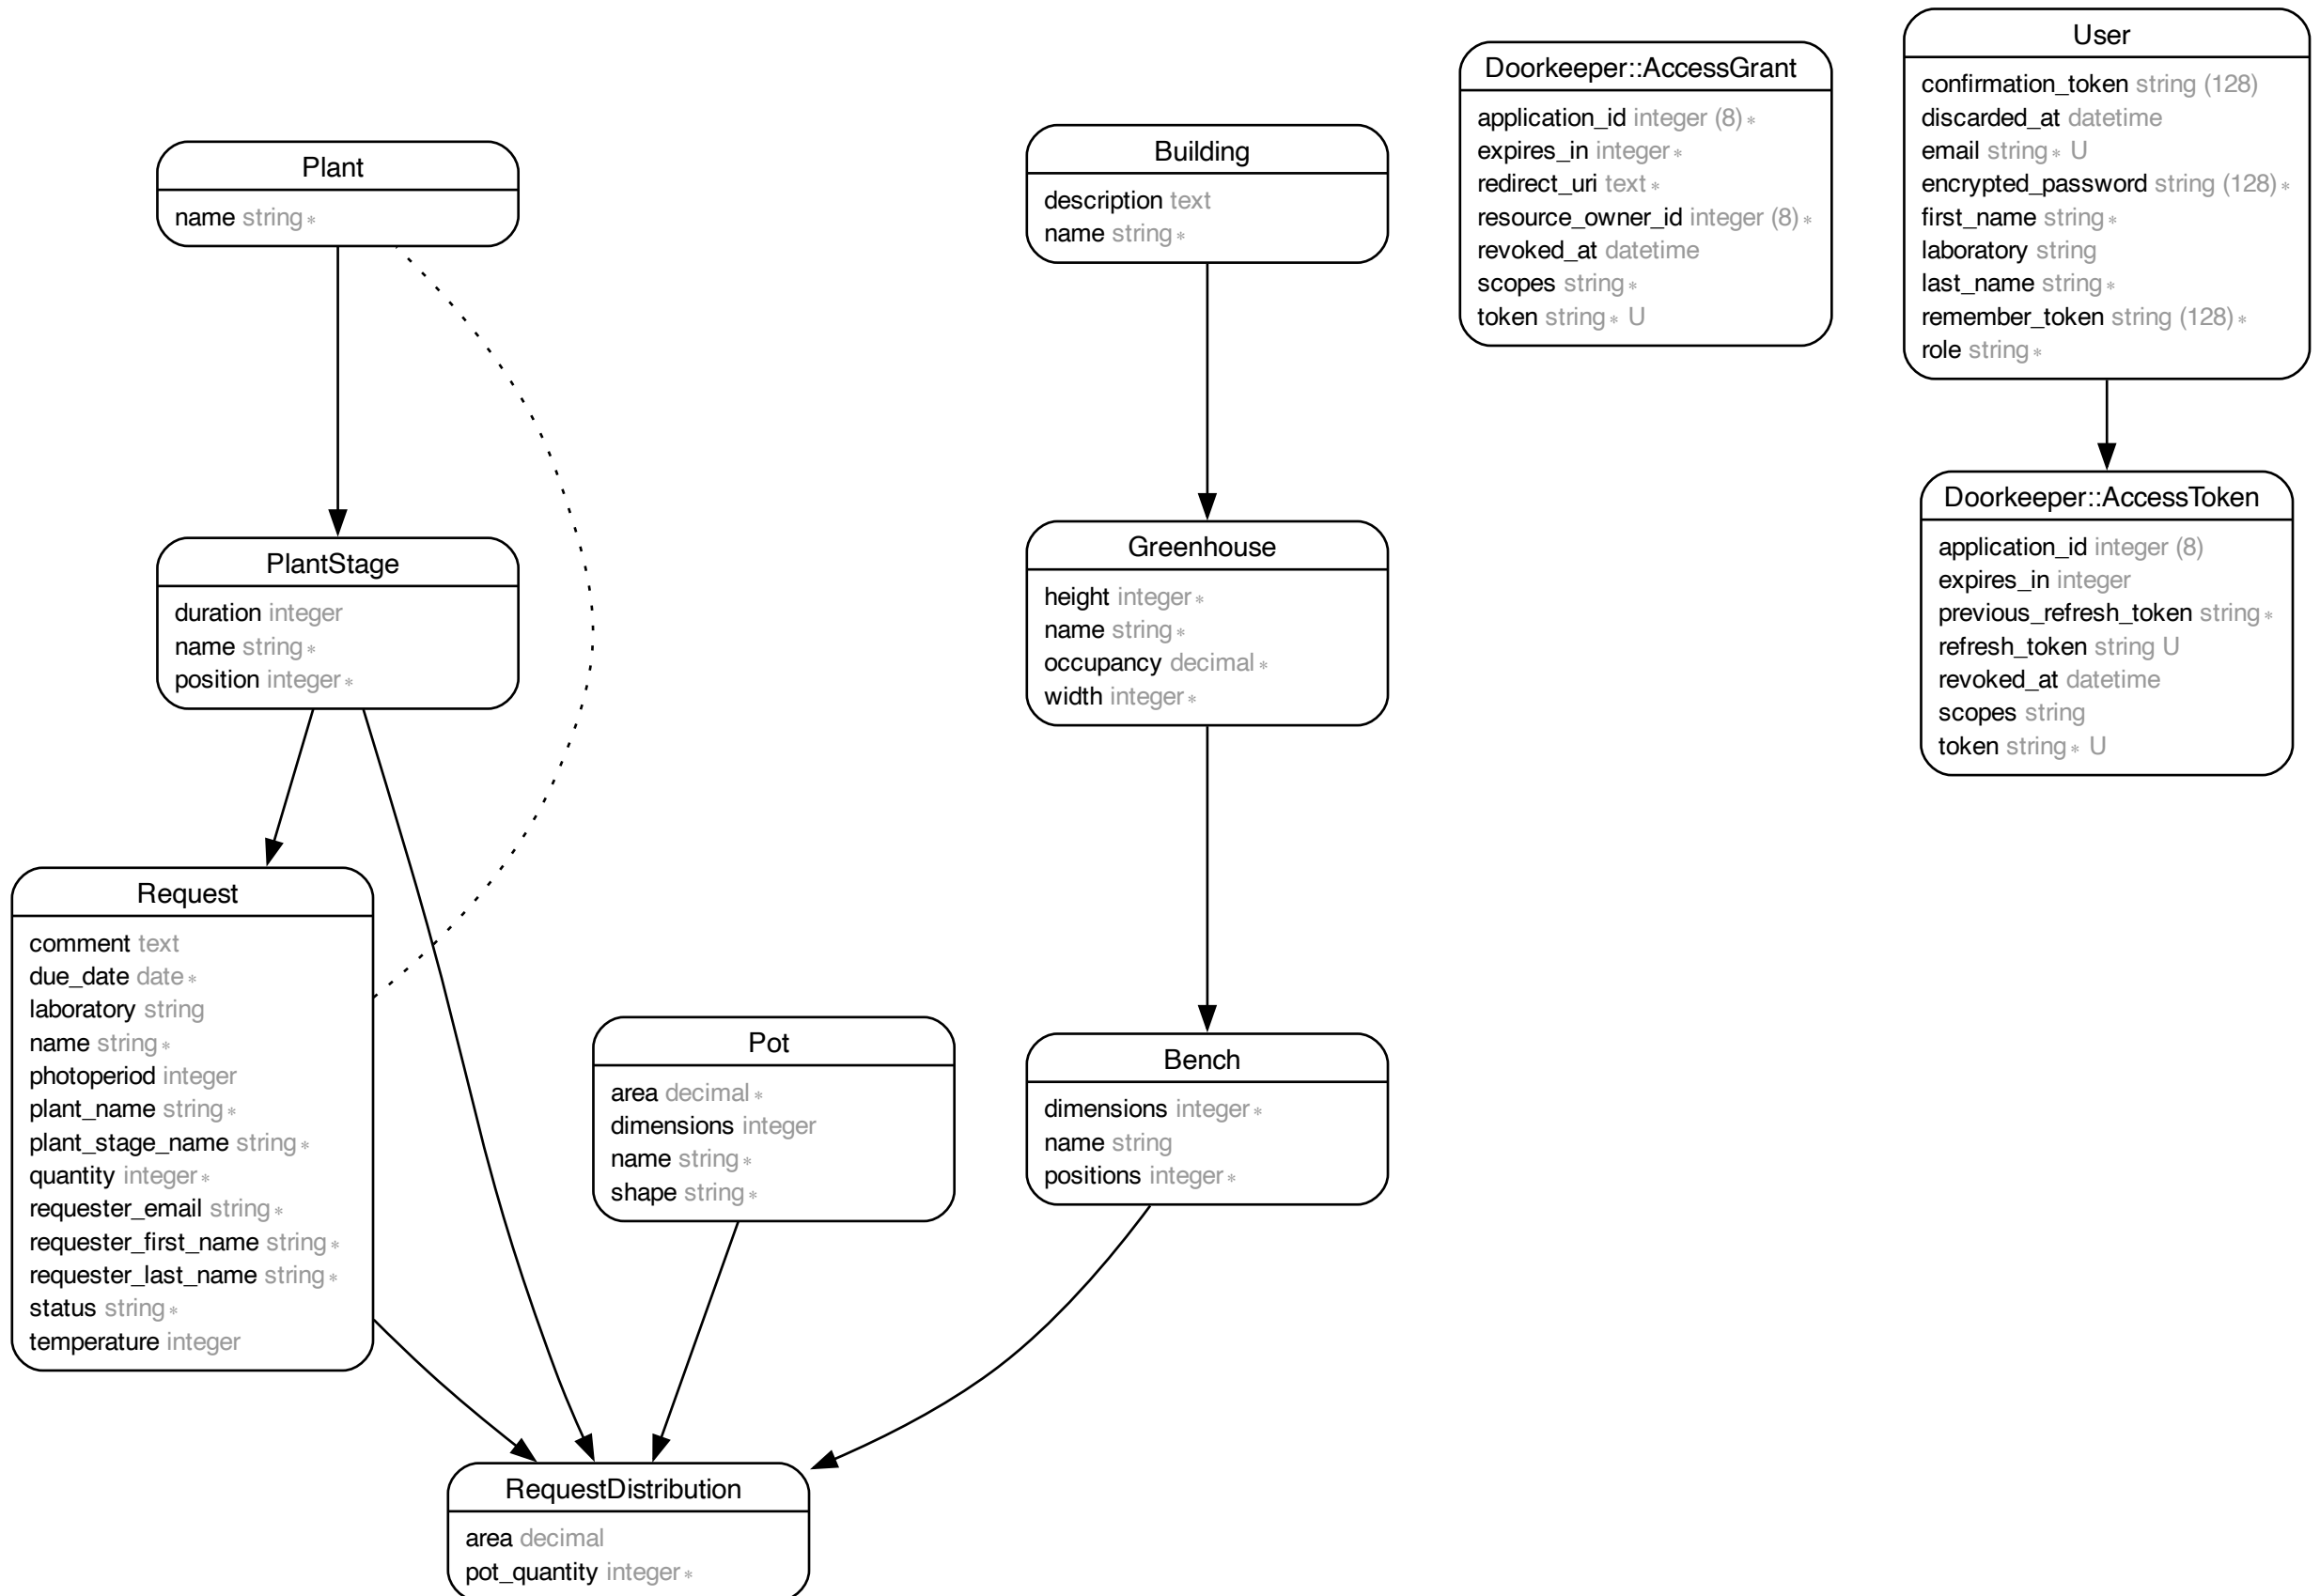 Plant
name string ∗
PlantStage
duration integer
name string ∗
position integer ∗
Request
comment text
due_date date ∗
laboratory string
name string ∗
photoperiod integer
plant_name string ∗
plant_stage_name string ∗
quantity integer ∗
requester_email string ∗
requester_first_name string ∗
requester_last_name string ∗
status string ∗
temperature integer
Pot
area decimal ∗
dimensions integer
name string ∗
shape string ∗
RequestDistribution
area decimal
pot_quantity integer ∗
Building
description text
name string ∗
Greenhouse
height integer ∗
name string ∗
occupancy decimal ∗
width integer ∗
Bench
dimensions integer ∗
name string
positions integer ∗
Doorkeeper::AccessGrant
application_id integer (8) ∗
expires_in integer ∗
redirect_uri text ∗
resource_owner_id integer (8) ∗
revoked_at datetime
scopes string ∗
token string ∗ U
User
confirmation_token string (128)
discarded_at datetime
email string ∗ U
encrypted_password string (128) ∗
first_name string ∗
laboratory string
last_name string ∗
remember_token string (128) ∗
role string ∗
Doorkeeper::AccessToken
application_id integer (8)
expires_in integer
previous_refresh_token string ∗
refresh_token string U
revoked_at datetime
scopes string
token string ∗ U